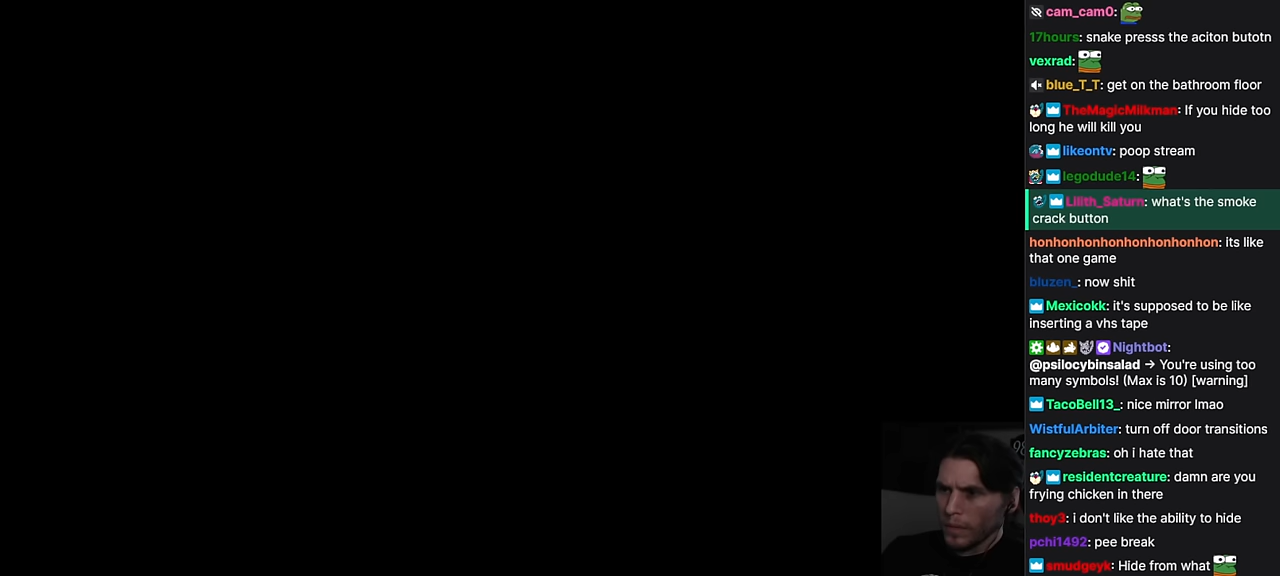 cam_cam0:
17hours: snake presss the aciton butotn
vexrad:
blue_T_T: get on the bathroom floor
TheMagicMilkman: If you hide too
long he will kill you
likeontv: poop stream
legodude14:
Lilith_Saturn: what's the smoke
crack button
honhonhonhonhonhonhonhon: its like
that one game
bluzen_: now shit
Mexicokk: it's supposed to be like
inserting a vhs tape
Nightbot:
@psilocybinsalad → You're using too
many symbols! (Max is 10) [warning]
TacoBell13_: nice mirror lmao
WistfulArbiter: turn off door transitions
fancyzebras: oh i hate that
residentcreature: damn are you
frying chicken in there
thoy3: i don't like the ability to hide
pchi1492: pee break
smudgeyk: Hide from what